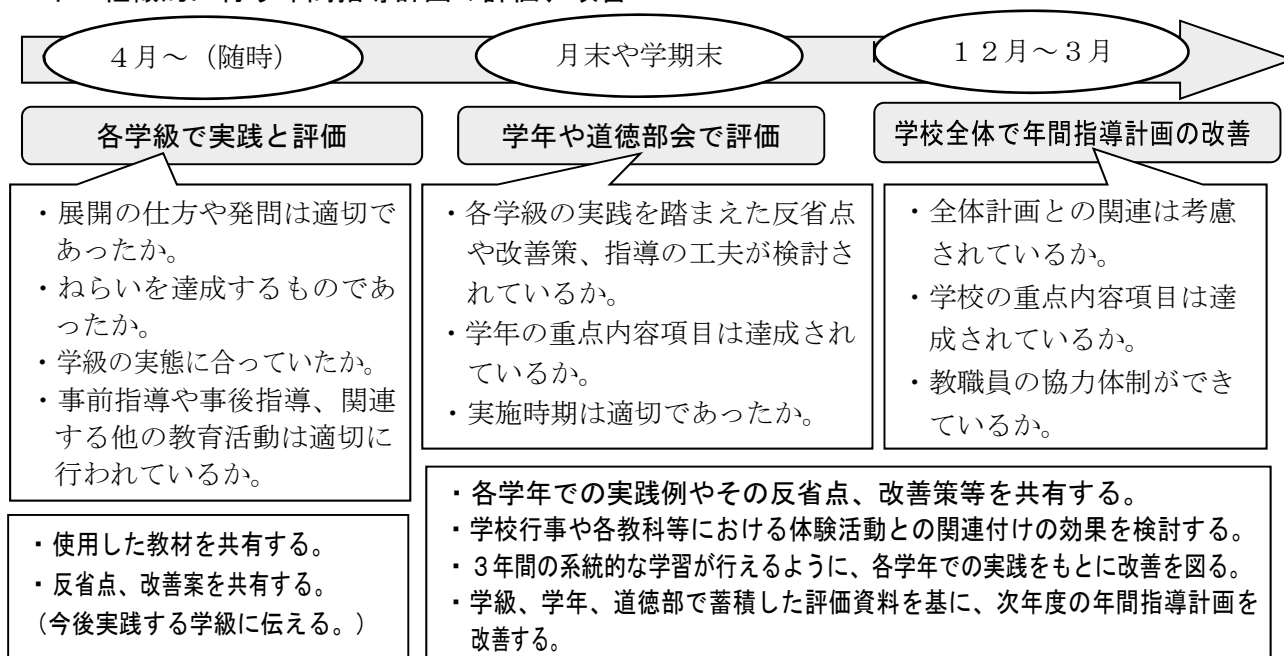 ４月～（随時）
月末や学期末
１２月～３月
各学級で実践と評価
学年や道徳部会で評価
学校全体で年間指導計画の改善
・展開の仕方や発問は適切で
あったか。
・ねらいを達成するものであ
ったか。
・学級の実態に合っていたか。
・事前指導や事後指導、関連
する他の教育活動は適切に
行われているか。
・各学級の実践を踏まえた反省点
や改善策、指導の工夫が検討さ
れているか。
・学年の重点内容項目は達成され
ているか。
・実施時期は適切であったか。
・全体計画との関連は考慮
されているか。
・学校の重点内容項目は達
成されているか。
・教職員の協力体制ができ
ているか。
・使用した教材を共有する。
・反省点、改善案を共有する。
（今後実践する学級に伝える。）
・各学年での実践例やその反省点、改善策等を共有する。
・学校行事や各教科等における体験活動との関連付けの効果を検討する。
・３年間の系統的な学習が行えるように、各学年での実践をもとに改善を図る。
・学級、学年、道徳部で蓄積した評価資料を基に、次年度の年間指導計画を
改善する。